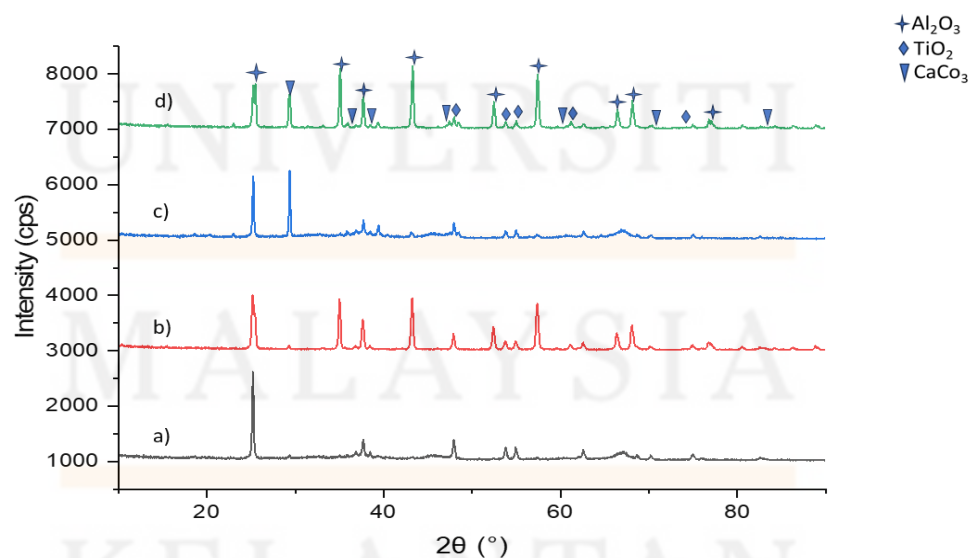 Al₂O₃
TiO₂
CaCo₃
UNIVERSITI
MALAYSIA
KELANTAN
Intensity (cps)
8000
7000
6000
5000
4000
3000
2000
1000
d)
c)
b)
a)
20
40
60
80
2θ (°)